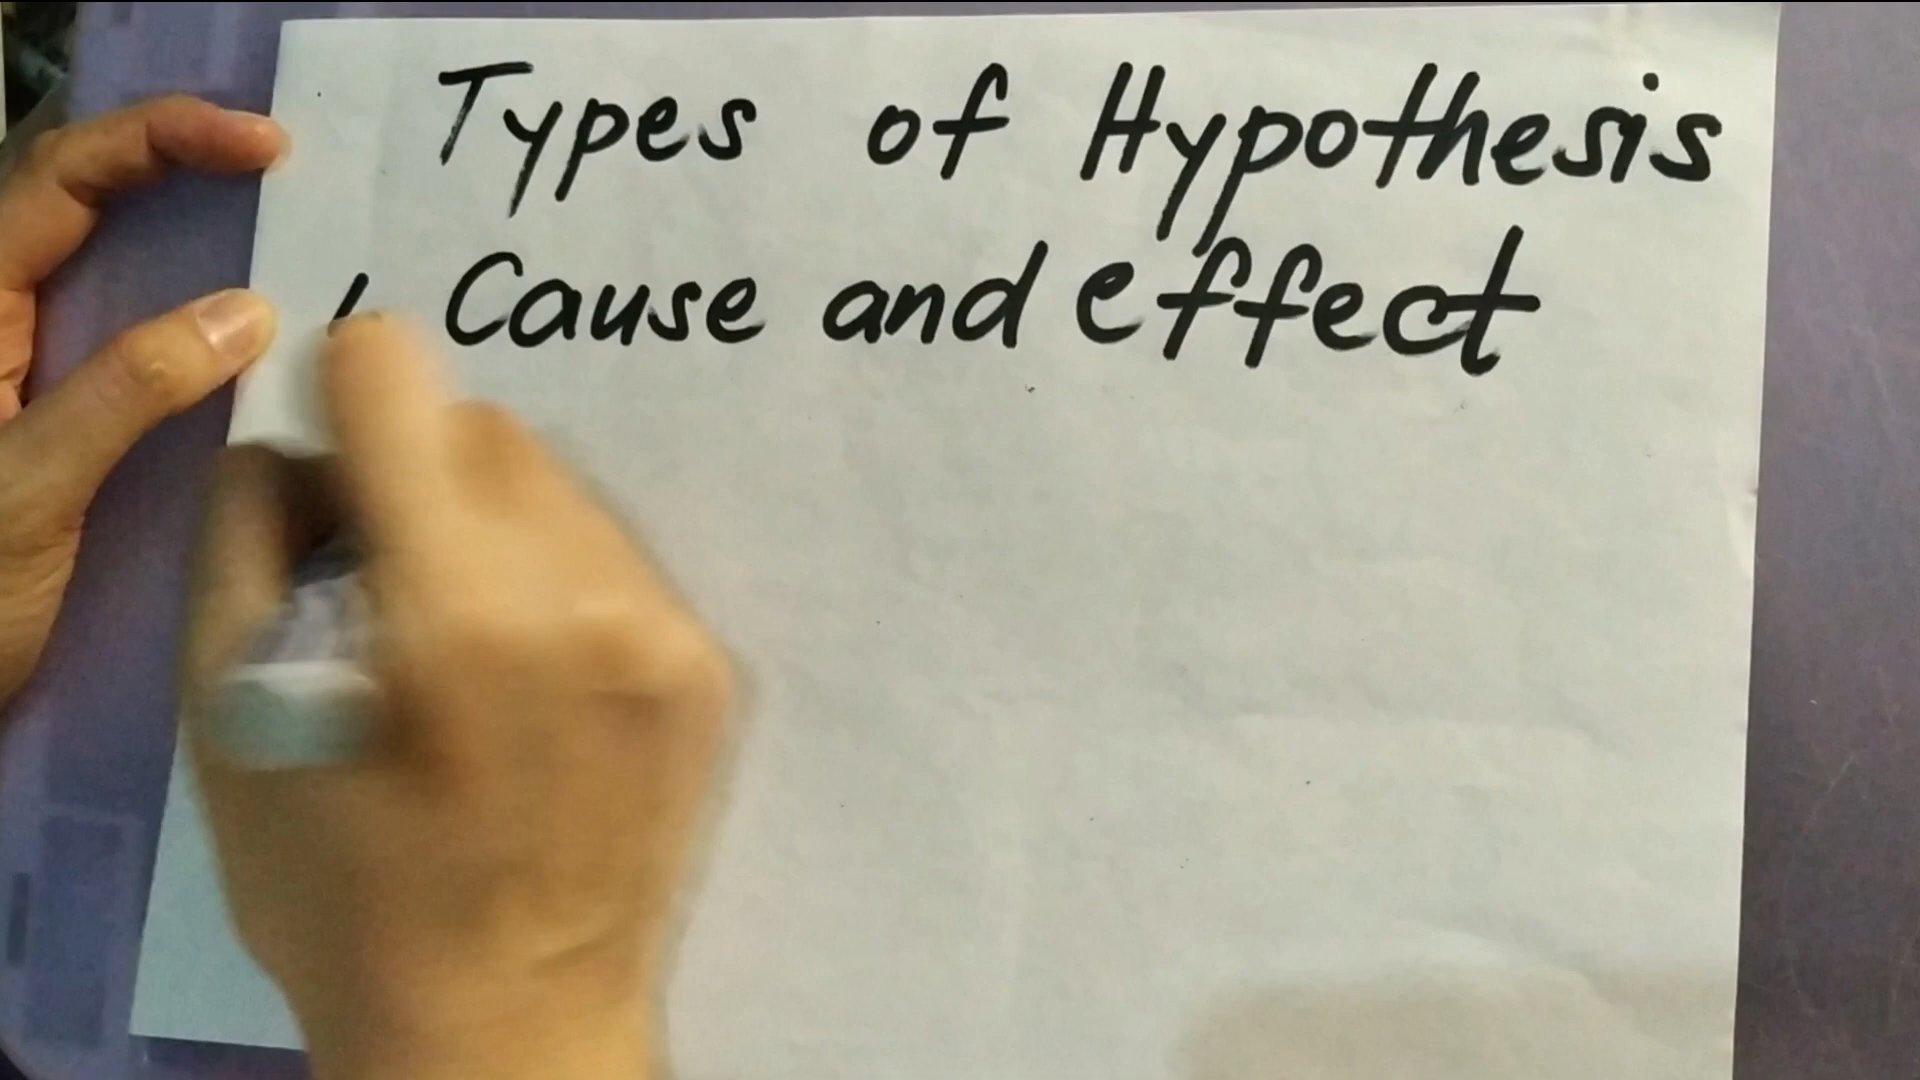 Types of Hypothesis
Cause and effect